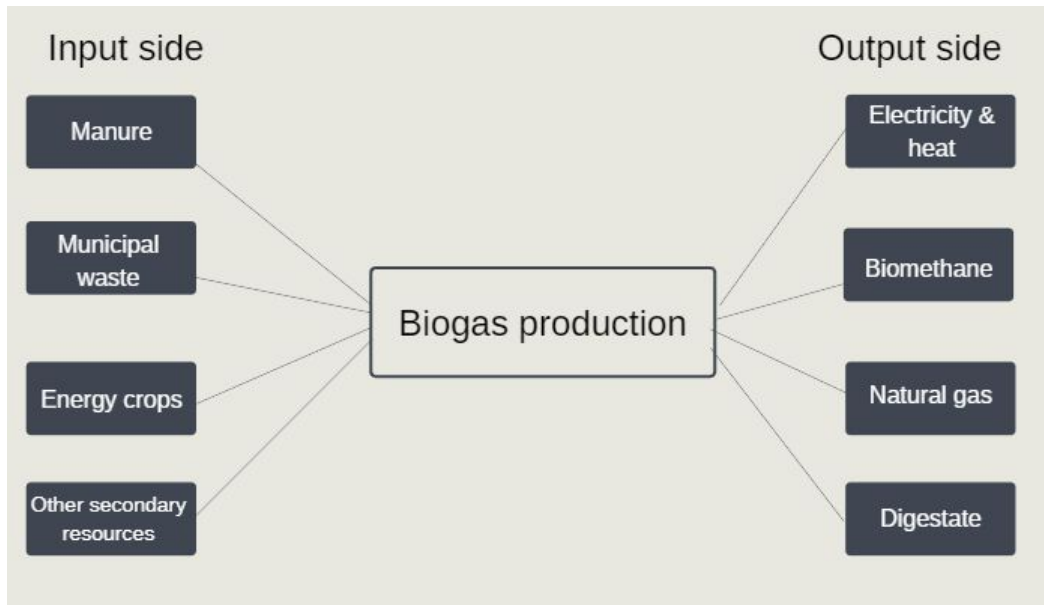 Input side
Output side
Manure
Municipal
waste
Energy crops
Other secondary
resources
Biogas production
Electricity &
heat
Biomethane
Natural gas
Digestate